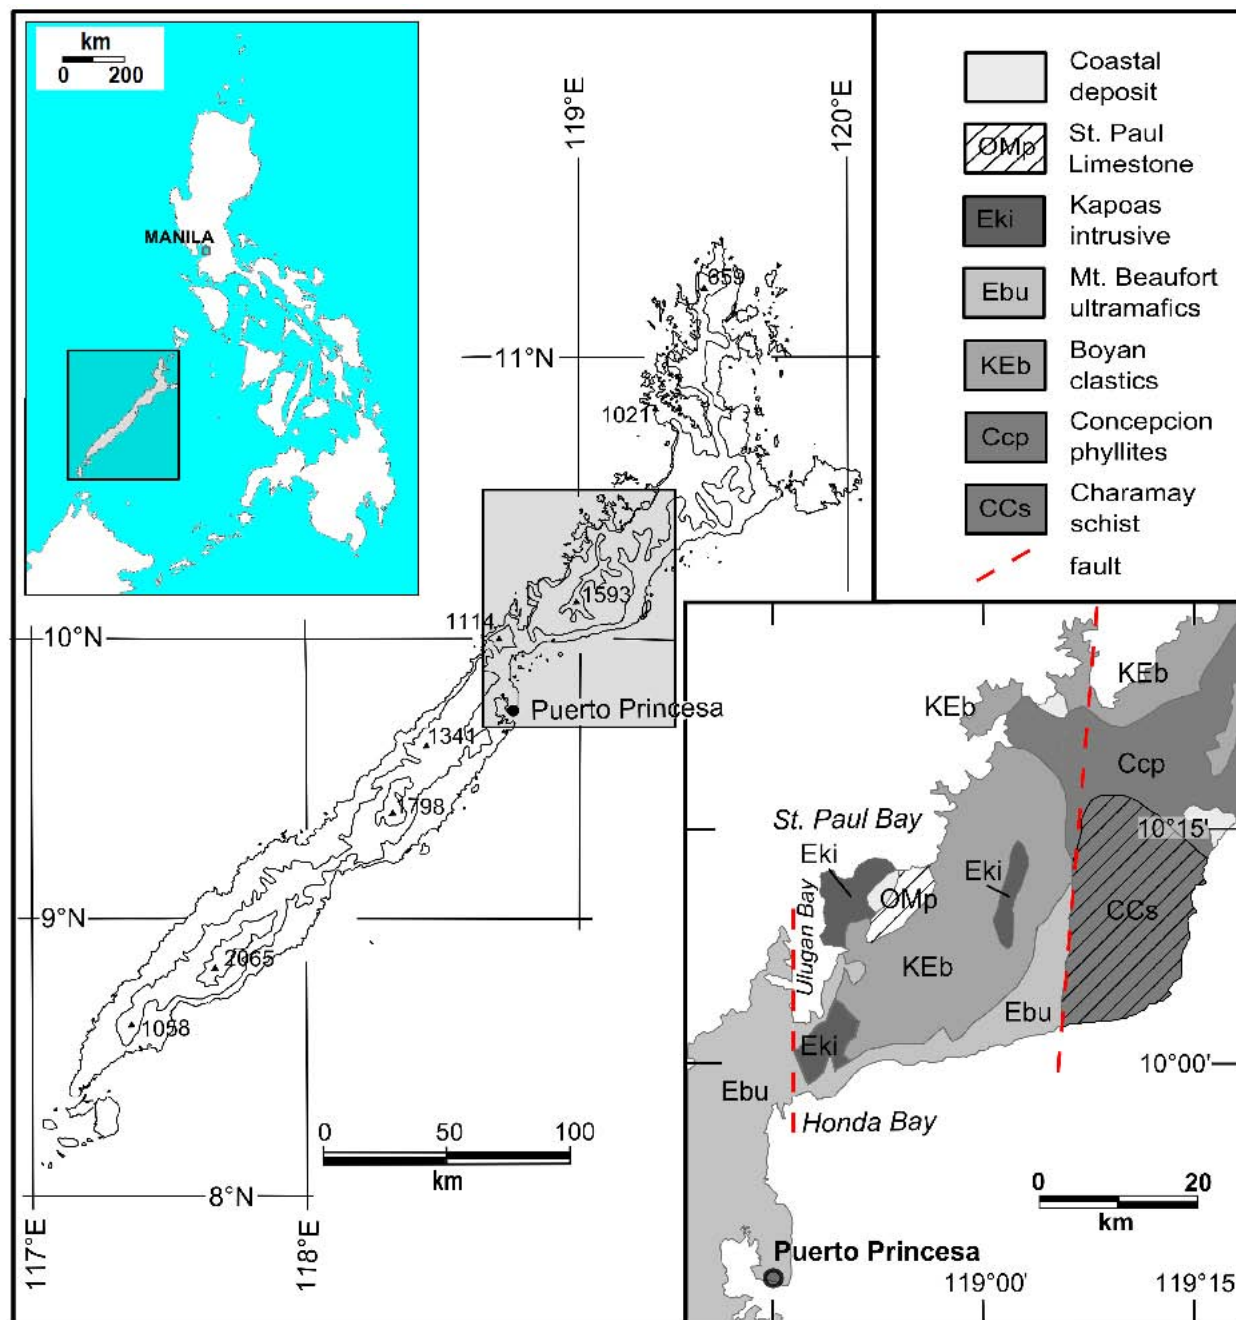 km
0 200
MANILA
119°E
120°E
659
11°N
1021
1593
1114
10°N
Puerto Princesa
1341
1798
9°N
2065
1058
0 50 100
km
8°N
117°E
118°E
Coastal
deposit
OMp
St. Paul
Limestone
Eki
Kapoas
intrusive
Ebu
Mt. Beaufort
ultramafics
KEb
Boyan
clastics
Ccp
Concepcion
phyllites
CCs
Charamay
schist
fault
KEb
KEb
Ccp
St. Paul Bay
10°15'
Eki
Eki
OMp
CCs
Ulugan Bay
KEb
Ebu
Eki
10°00'
Ebu
Honda Bay
0 20
km
Puerto Princesa
119°00'
119°15'